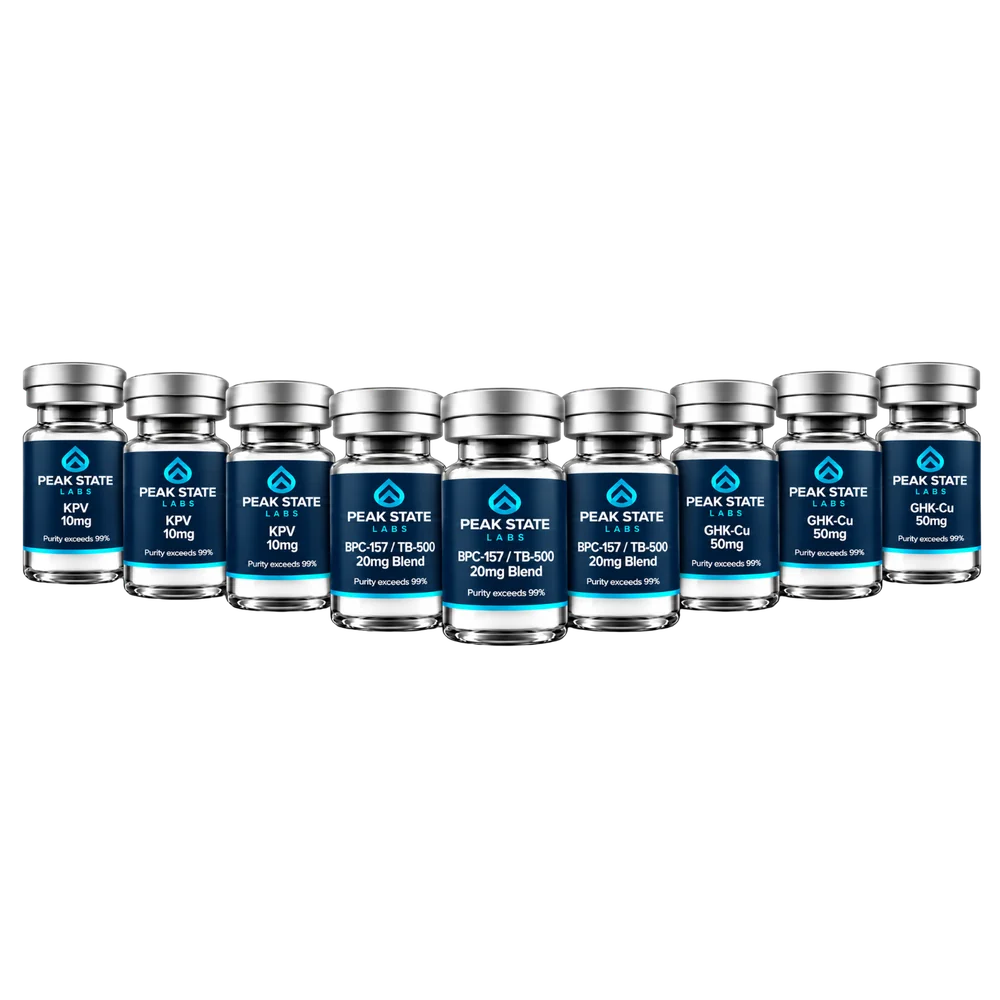 PEAK STATE
LABS
KPV
10mg
Purity exceeds 99%
PEAK STATE
LABS
KPV
10mg
Purity exceeds 99%
PEAK STATE
LABS
KPV
10mg
Purity exceeds 99%
PEAK STATE
LABS
BPC-157 / TB-500
20mg Blend
Purity exceeds 99%
PEAK STATE
LABS
BPC-157 / TB-500
20mg Blend
Purity exceeds 99%
PEAK STATE
LABS
BPC-157 / TB-500
20mg Blend
Purity exceeds 99%
PEAK STATE
LABS
GHK-Cu
50mg
Purity exceeds 99%
PEAK STATE
LABS
GHK-Cu
50mg
Purity exceeds 99%
PEAK STATE
LABS
GHK-Cu
50mg
Purity exceeds 99%